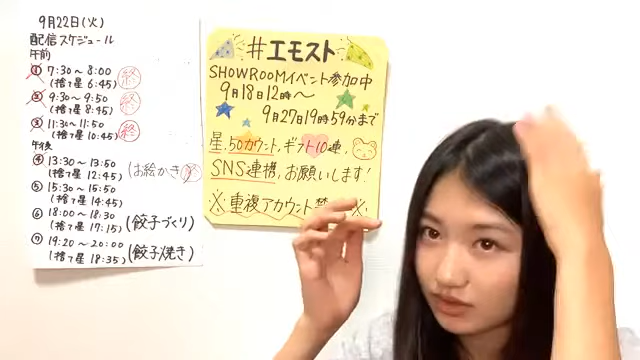 9月22日(火)
配信スケジュール
午前
① 7:30〜8:00
(捨て星 6:45) 終
② 9:30〜9:50
(捨て星 8:45) 終
③ 11:30〜11:50
(捨て星 10:45) 終
午後
④ 13:30〜13:50
(捨て星 12:45) (お絵かき)
⑤ 15:30〜15:50
(捨て星 14:45)
⑥ 18:00〜18:30
(捨て星 17:15) (餃子づくり)
⑦ 19:20〜20:00
(捨て星 18:35) (餃子焼き)
#エモスト
SHOWROOMイベント参加中
9月18日12時〜
9月27日19時59分まで
星、50カウント、ギフト10連、
SNS連携、お願いします!
※重複アカウント禁